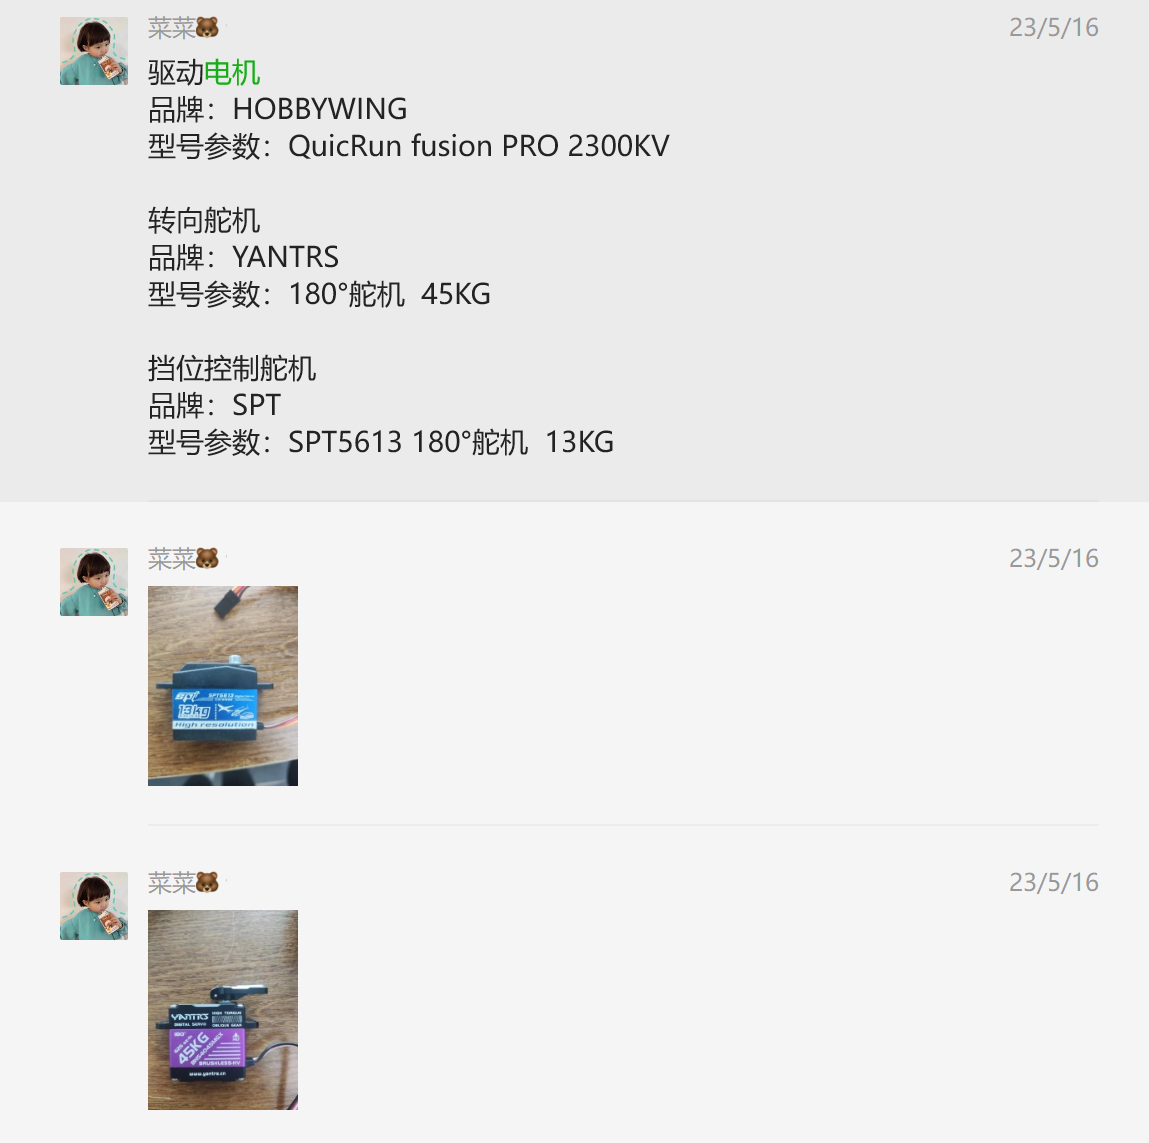 菜菜🐻
23/5/16
驱动电机
品牌：HOBBYWING
型号参数：QuicRun fusion PRO 2300KV
转向舵机
品牌：YANTRS
型号参数：180°舵机 45KG
挡位控制舵机
品牌：SPT
型号参数：SPT5613 180°舵机 13KG
菜菜🐻
23/5/16
SPT
SPT5613
13kg
High resolution
菜菜🐻
23/5/16
DIGITAL SERVO
HIGH TORQUE
45KG
BRUSHLESS-HV
www.yantrs.cn